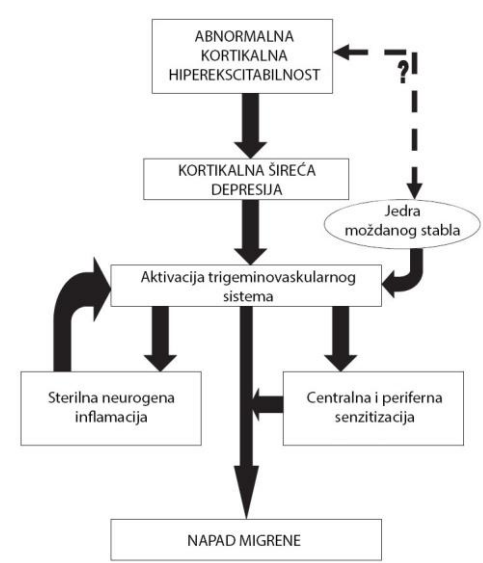 ABNORMALNA
KORTIKALNA
HIPEREKSCITABILNOST
?
KORTIKALNA ŠIREĆA
DEPRESIJA
Jedra
moždanog stabla
Aktivacija trigeminovaskularnog
sistema
Sterilna neurogena
inflamacija
Centralna i periferna
senzitizacija
NAPAD MIGRENE